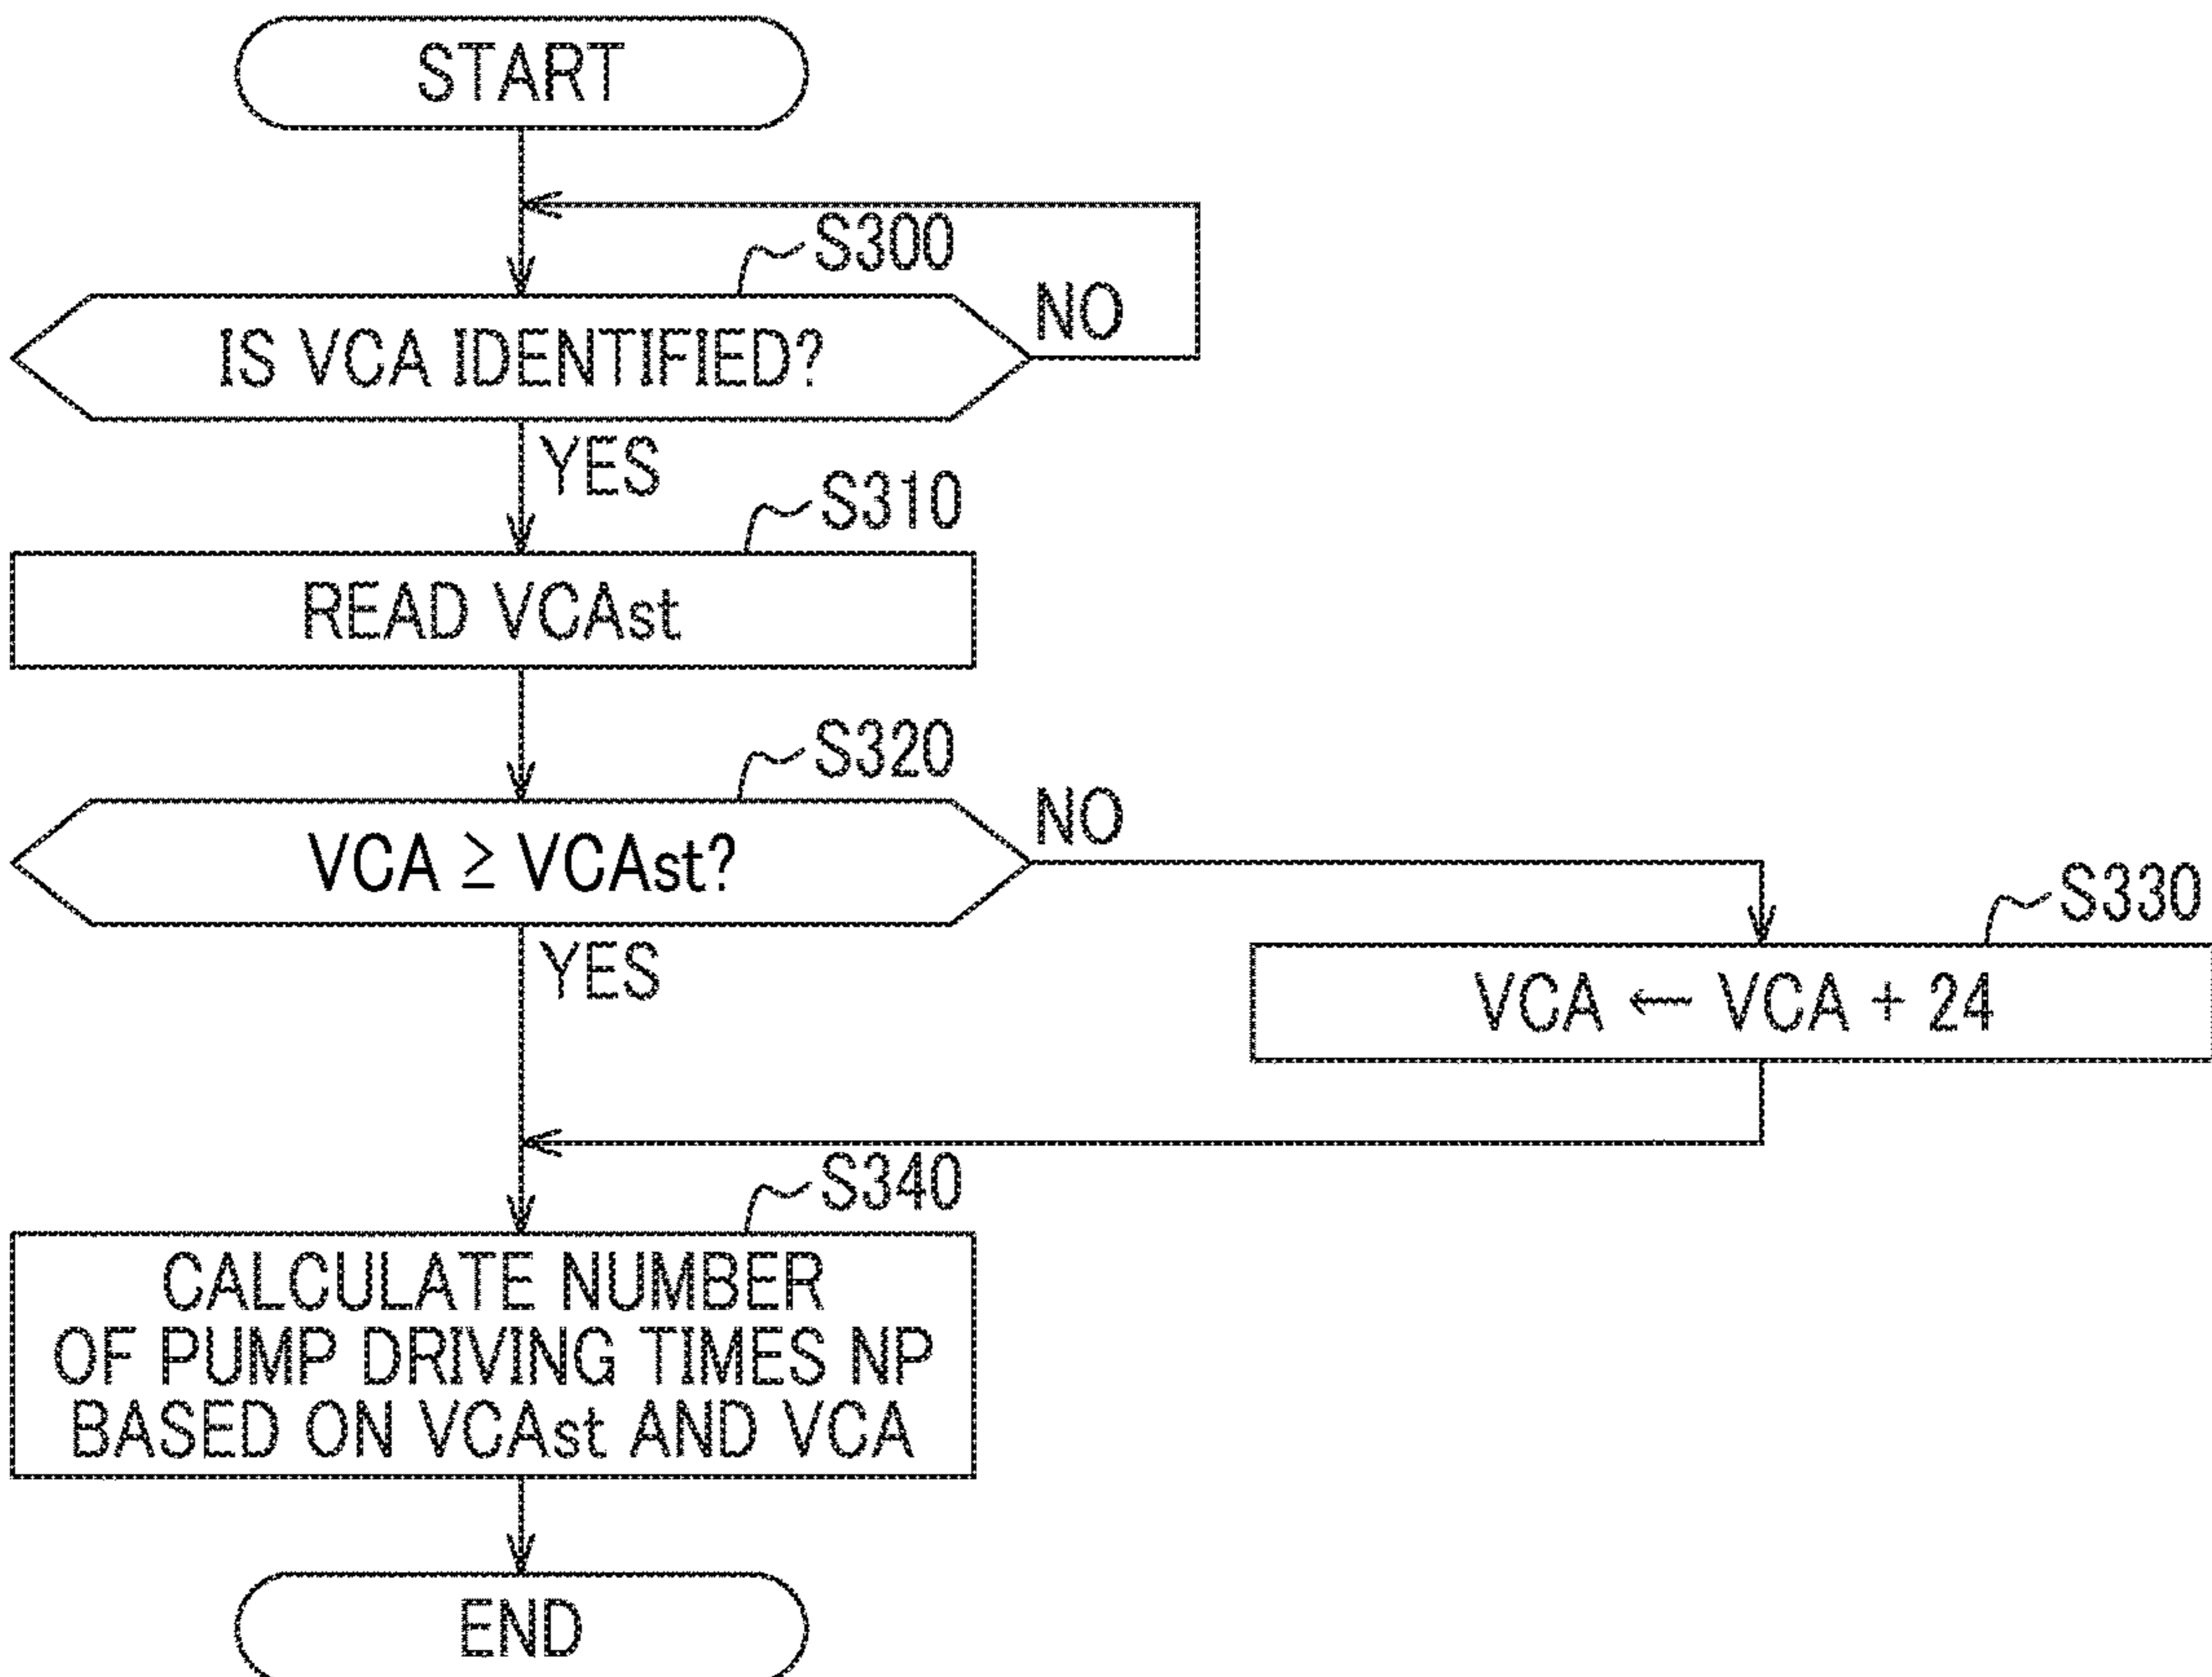 START
S300
IS VCA IDENTIFIED?
NO
YES
S310
READ VCAst
S320
VCA ≥ VCAst?
NO
YES
S330
VCA ← VCA + 24
S340
CALCULATE NUMBER
OF PUMP DRIVING TIMES NP
BASED ON VCAst AND VCA
END